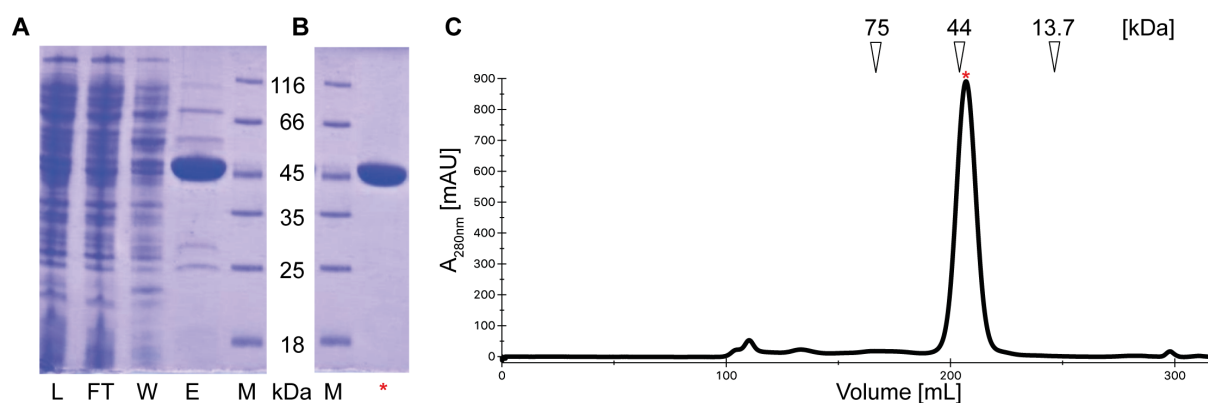 A
L FT W E M kDa
116
66
45
35
25
18
B
M *
C
75 44 13.7 [kDa]
*
A280nm [mAU]
900
800
700
600
500
400
300
200
100
0
0 100 200 300
Volume [mL]